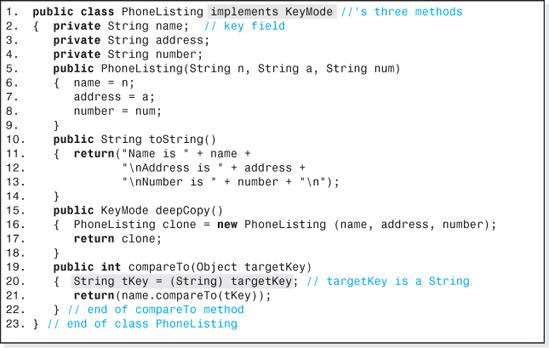 1. public class PhoneListing implements KeyMode //'s three methods
2. { private String name; // key field
3. private String address;
4. private String number;
5. public PhoneListing(String n, String a, String num)
6. { name = n;
7. address = a;
8. number = num;
9. }
10. public String toString()
11. { return("Name is " + name +
12. "\nAddress is " + address +
13. "\nNumber is " + number + "\n");
14. }
15. public KeyMode deepCopy()
16. { PhoneListing clone = new PhoneListing (name, address, number);
17. return clone;
18. }
19. public int compareTo(Object targetKey)
20. { String tKey = (String) targetKey; // targetKey is a String
21. return(name.compareTo(tKey));
22. } // end of compareTo method
23. } // end of class PhoneListing